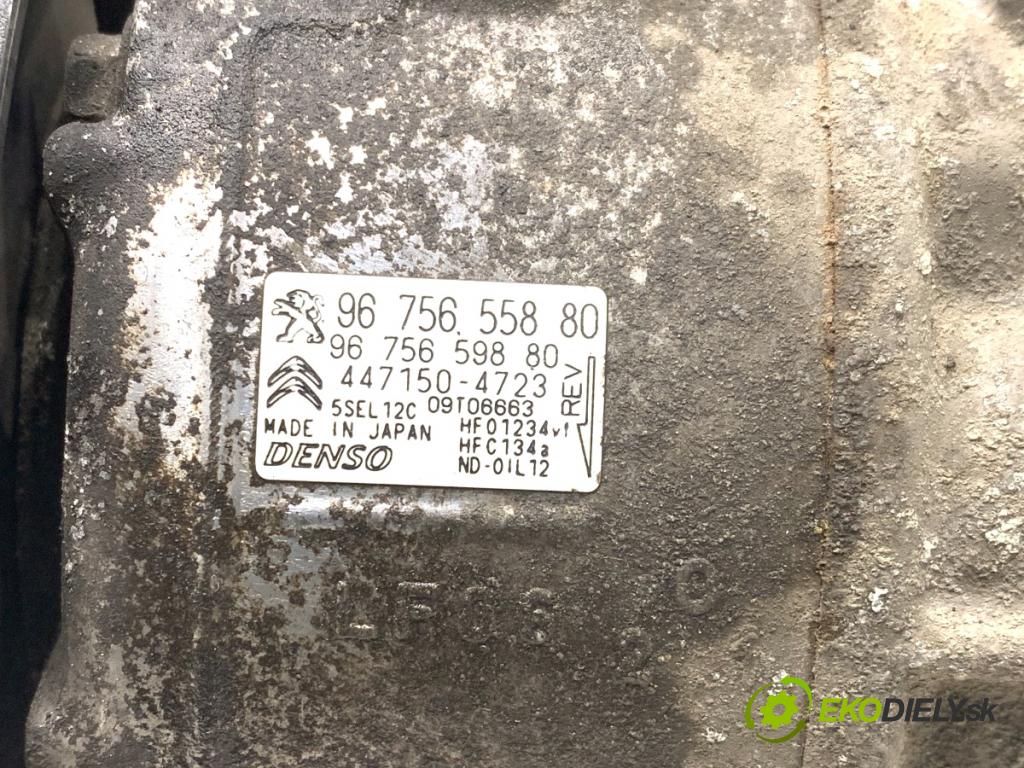 96 756 558 80
96 756 598 80
447150-4723
5SEL12C 09T06663
REV
MADE IN JAPAN HFO1234yf
HFC134a
DENSO ND-OIL12
EKODIELY.sk